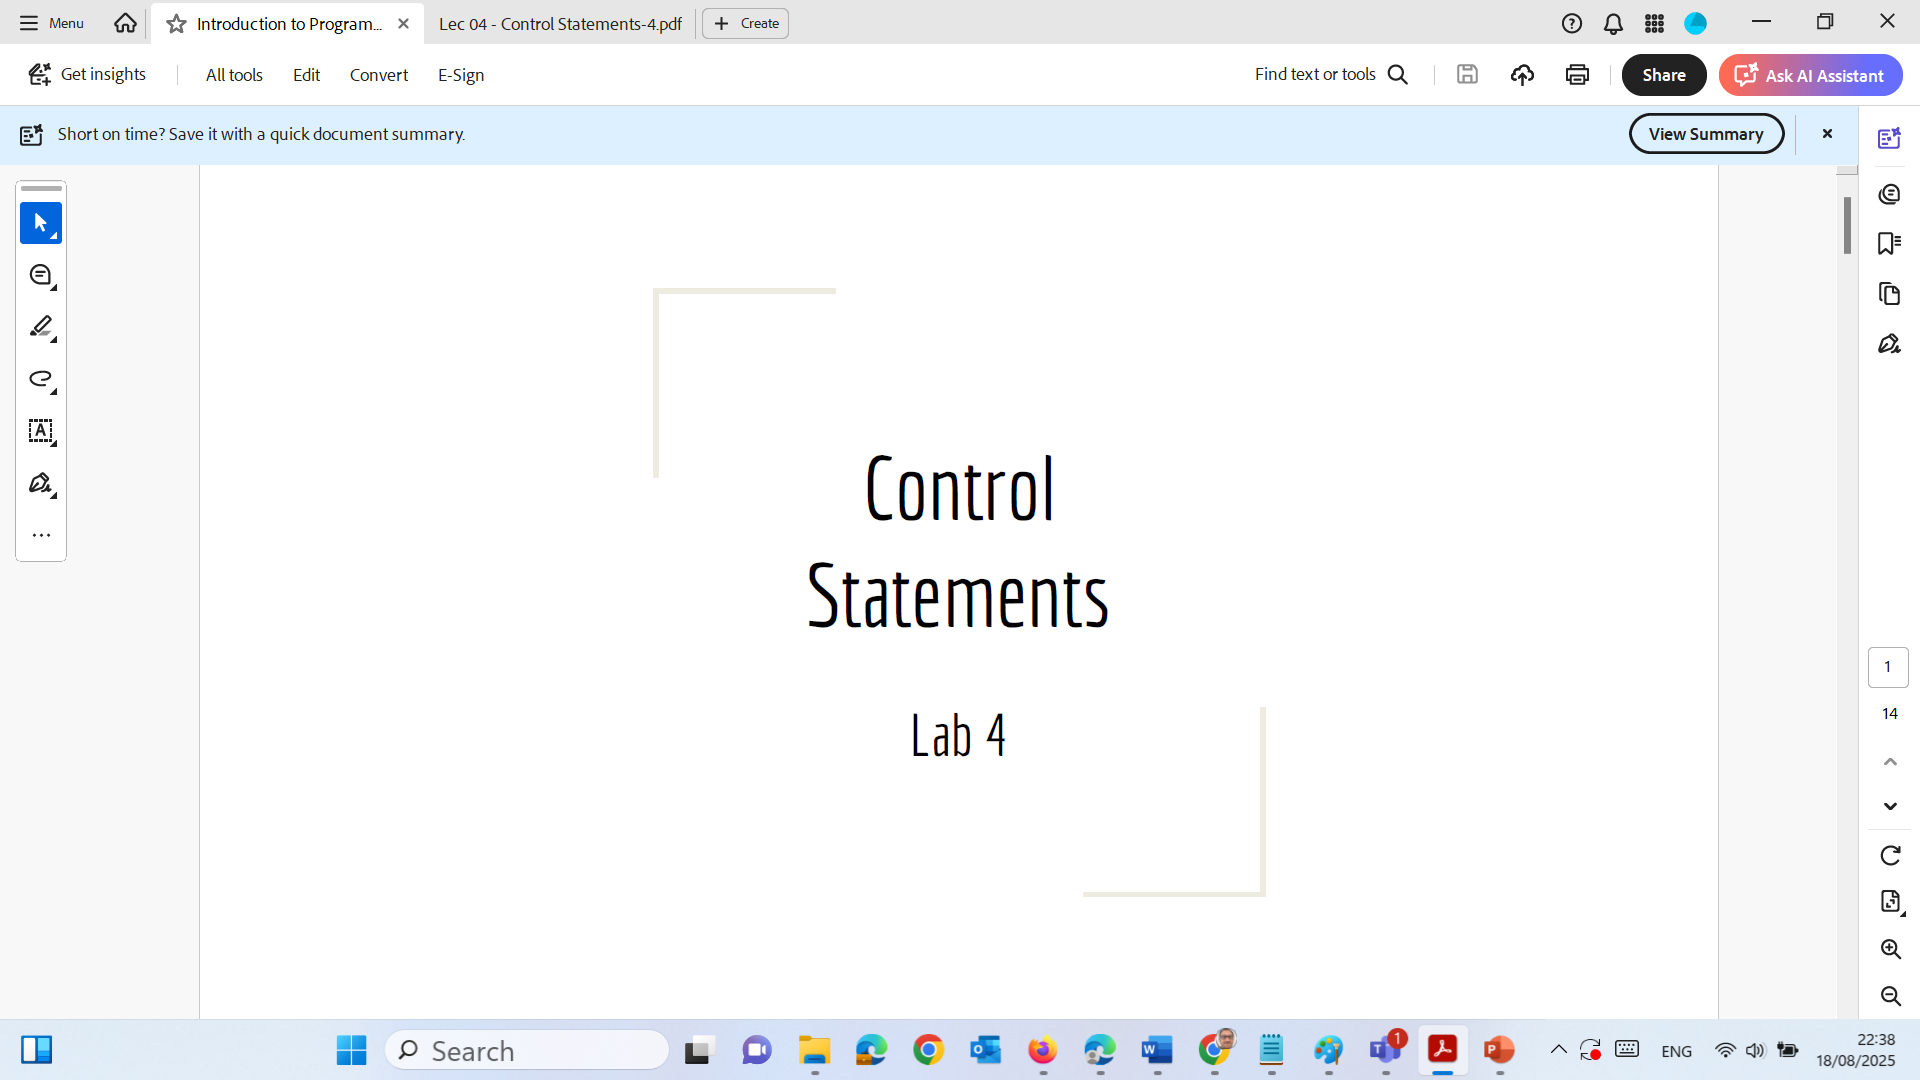 Menu
Introduction to Program...
Lec 04 - Control Statements-4.pdf
Create
Get insights
All tools
Edit
Convert
E-Sign
Find text or tools
Share
Ask AI Assistant
Short on time? Save it with a quick document summary.
View Summary
Control
Statements
Lab 4
1
14
Search
1
ENG
22:38
18/08/2025